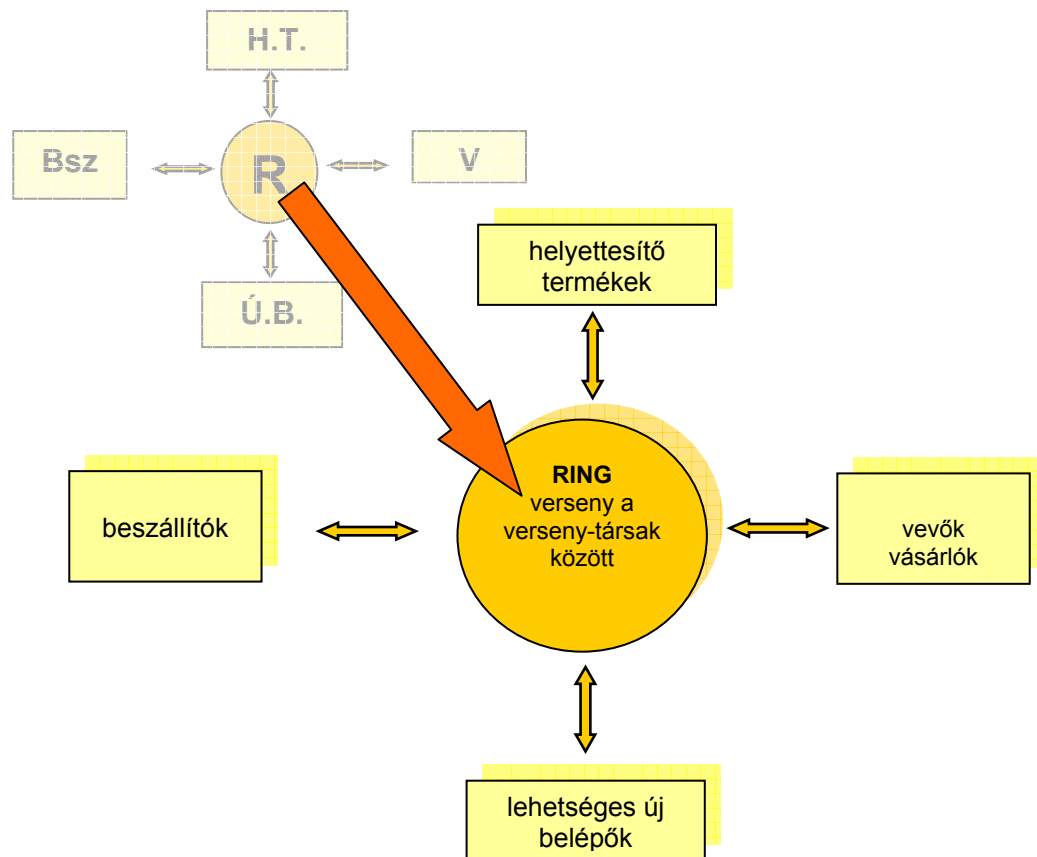 H.T.
Bsz
R
V
Ú.B.
helyettesítő
termékek
RING
verseny a
verseny-társak
között
beszállítók
vevők
vásárlók
lehetséges új
belépők